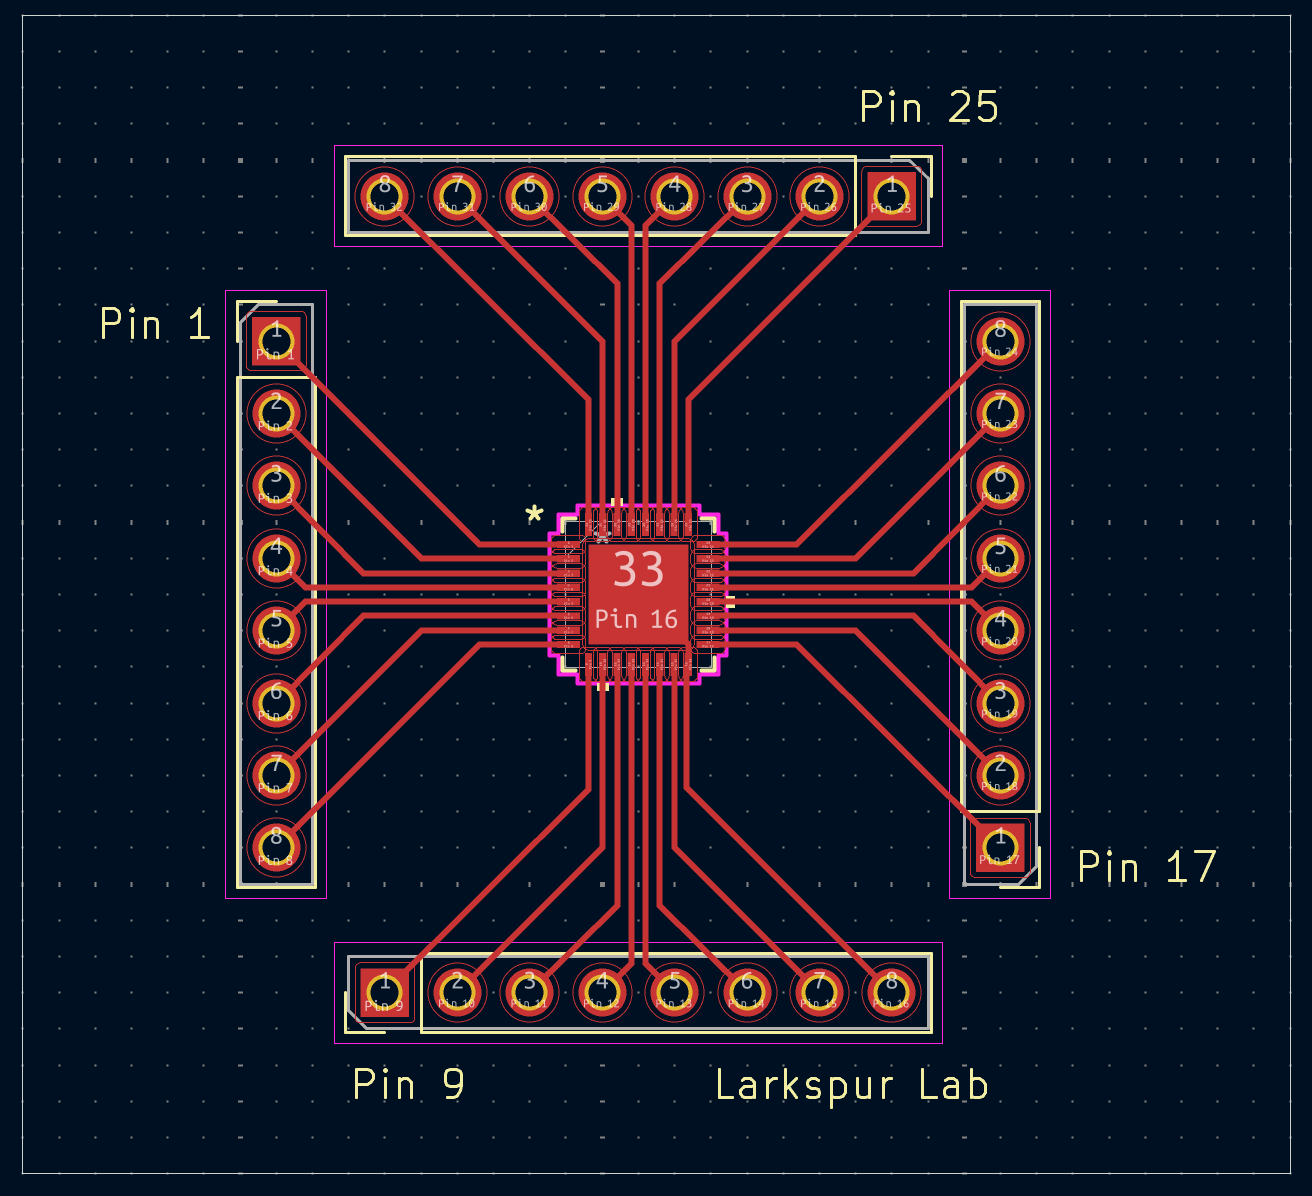 Pin 25
8 7 6 5 4 3 2 1
Pin 32 Pin 31 Pin 30 Pin 29 Pin 28 Pin 27 Pin 26 Pin 25
Pin 1
1
Pin 1
2
Pin 2
3
Pin 3
4
Pin 4
5
Pin 5
6
Pin 6
7
Pin 7
8
Pin 8
*
33
Pin 16
8
Pin 24
7
Pin 23
6
Pin 22
5
Pin 21
4
Pin 20
3
Pin 19
2
Pin 18
1
Pin 17
Pin 17
1 2 3 4 5 6 7 8
Pin 9 Pin 10 Pin 11 Pin 12 Pin 13 Pin 14 Pin 15 Pin 16
Pin 9
Larkspur Lab